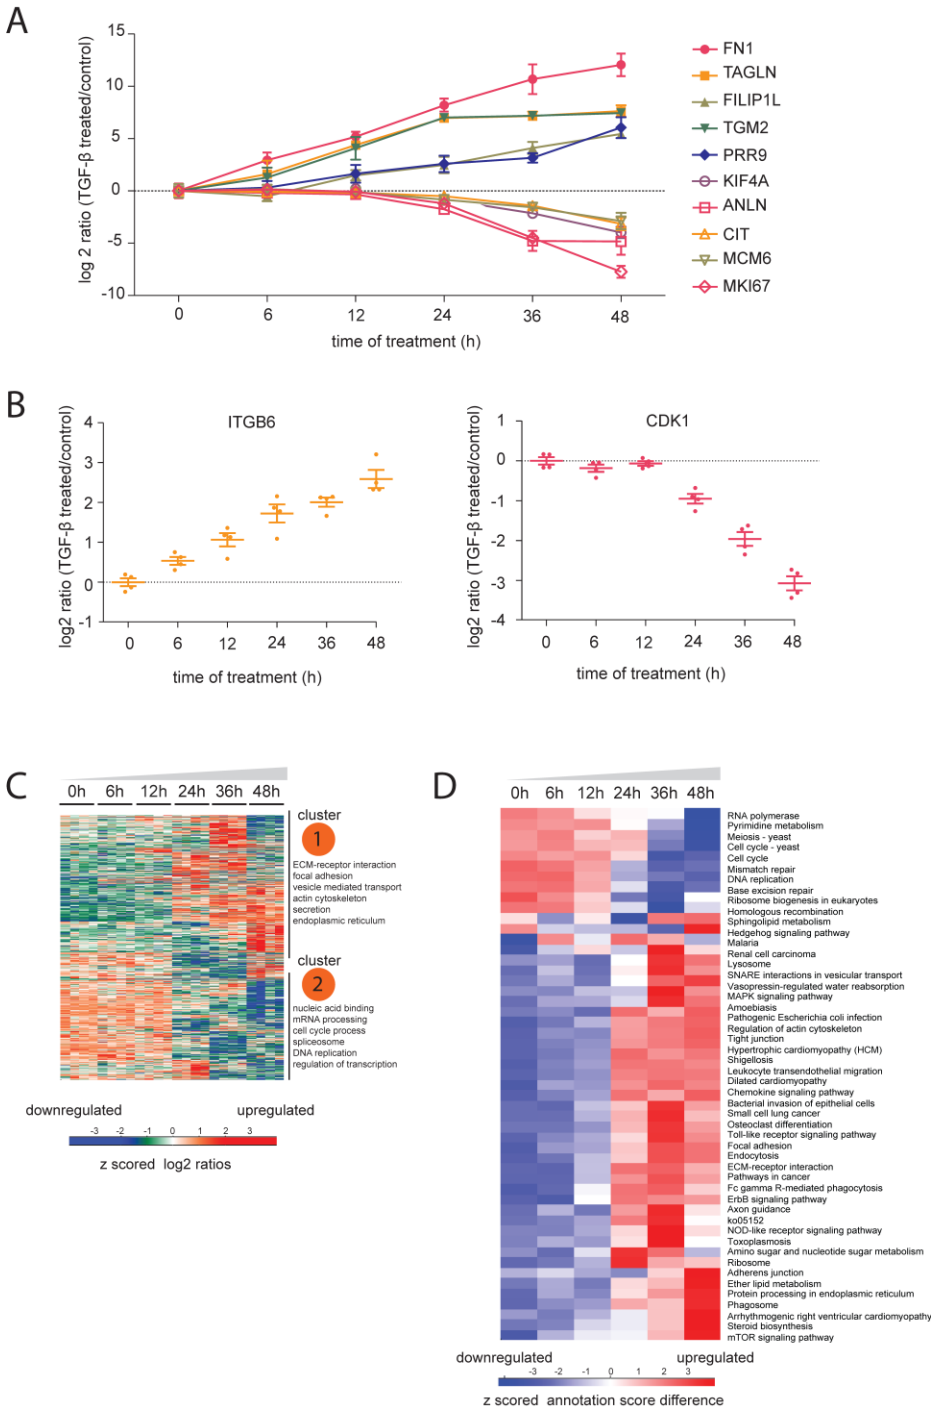 A
15
10
5
0
-5
-10
log 2 ratio (TGF-β treated/control)
0 6 12 24 36 48
time of treatment (h)
FN1
TAGLN
FILIP1L
TGM2
PRR9
KIF4A
ANLN
CIT
MCM6
MKI67
B
ITGB6
4
3
2
1
0
-1
log2 ratio (TGF-β treated/control)
0 6 12 24 36 48
time of treatment (h)
CDK1
1
0
-1
-2
-3
-4
log2 ratio (TGF-β treated/control)
0 6 12 24 36 48
time of treatment (h)
C
0h 6h 12h 24h 36h 48h
cluster
1
ECM-receptor interaction
focal adhesion
vesicle mediated transport
actin cytoskeleton
secretion
endoplasmic reticulum
cluster
2
nucleic acid binding
mRNA processing
cell cycle process
spliceosome
DNA replication
regulation of transcription
downregulated upregulated
-3 -2 -1 0 1 2 3
z scored log2 ratios
D
0h 6h 12h 24h 36h 48h
RNA polymerase
Pyrimidine metabolism
Meiosis - yeast
Cell cycle - yeast
Cell cycle
Mismatch repair
DNA replication
Base excision repair
Ribosome biogenesis in eukaryotes
Homologous recombination
Sphingolipid metabolism
Hedgehog signaling pathway
Malaria
Renal cell carcinoma
Lysosome
SNARE interactions in vesicular transport
Vasopressin-regulated water reabsorption
MAPK signaling pathway
Amoebiasis
Pathogenic Escherichia coli infection
Regulation of actin cytoskeleton
Tight junction
Hypertrophic cardiomyopathy (HCM)
Shigellosis
Leukocyte transendothelial migration
Dilated cardiomyopathy
Chemokine signaling pathway
Bacterial invasion of epithelial cells
Small cell lung cancer
Osteoclast differentiation
Toll-like receptor signaling pathway
Focal adhesion
Endocytosis
ECM-receptor interaction
Pathways in cancer
Fc gamma R-mediated phagocytosis
ErbB signaling pathway
Axon guidance
ko05152
NOD-like receptor signaling pathway
Toxoplasmosis
Amino sugar and nucleotide sugar metabolism
Ribosome
Adherens junction
Ether lipid metabolism
Protein processing in endoplasmic reticulum
Phagosome
Arrhythmogenic right ventricular cardiomyopathy
Steroid biosynthesis
mTOR signaling pathway
downregulated upregulated
-3 -2 -1 0 1 2 3
z scored annotation score difference